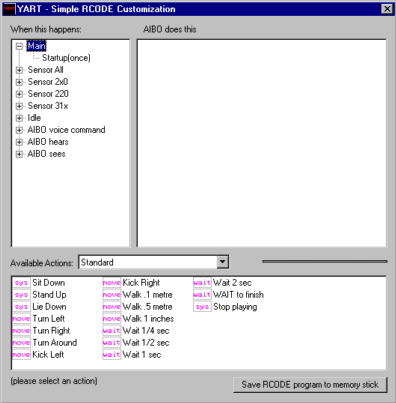 YART - Simple RCODE Customization
When this happens:
AIBO does this
Main
Startup(once)
Sensor All
Sensor 2x0
Sensor 220
Sensor 31x
Idle
AIBO voice command
AIBO hears
AIBO sees
Available Actions: Standard
sys Sit Down
sys Stand Up
sys Lie Down
move Turn Left
move Turn Right
move Turn Around
move Kick Left
move Kick Right
move Walk .1 metre
move Walk .5 metre
move Walk 1 inches
wait Wait 1/4 sec
wait Wait 1/2 sec
wait Wait 1 sec
wait Wait 2 sec
wait WAIT to finish
sys Stop playing
(please select an action)
Save RCODE program to memory stick